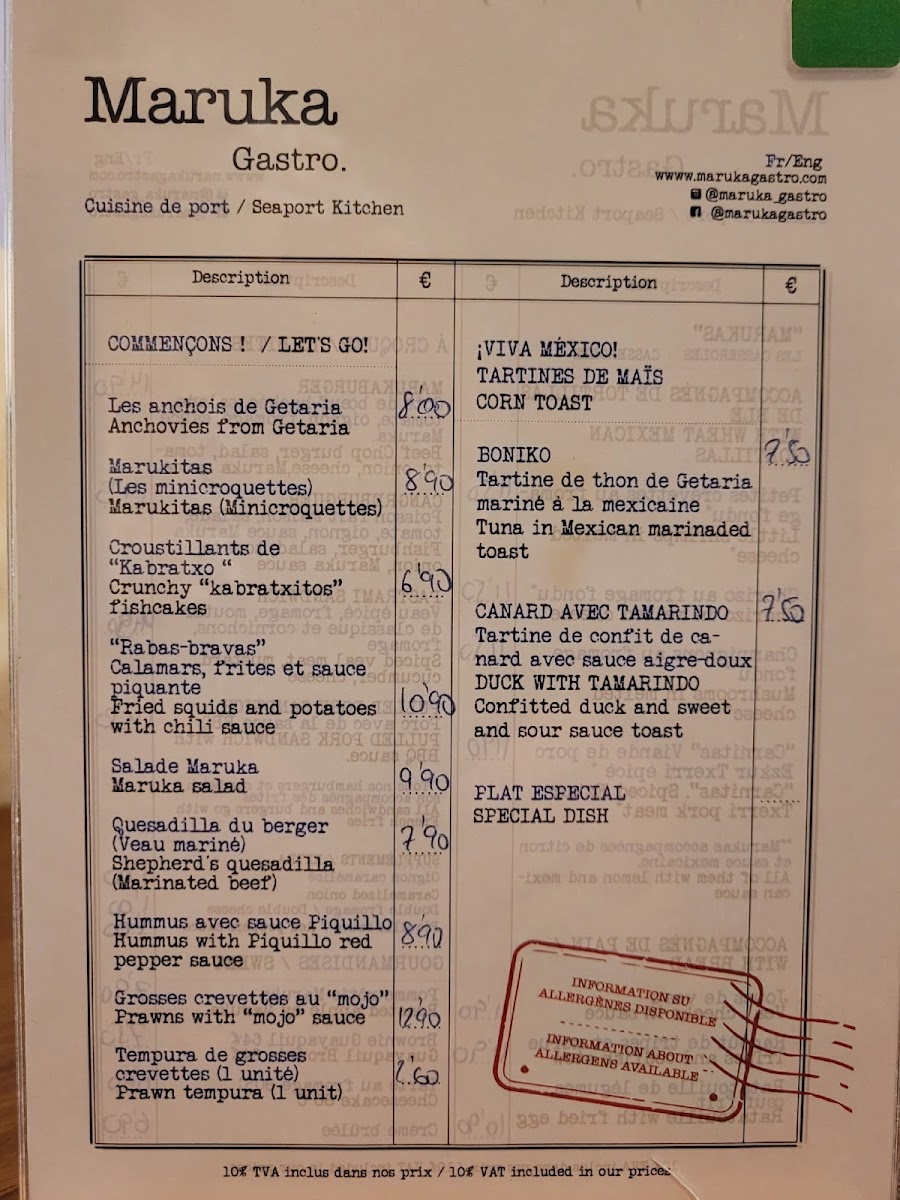 Maruka
Gastro.
Cuisine de port / Seaport Kitchen
Fr/Eng
www.marukagastro.com
@maruka_gastro
@marukagastro
Description €
COMMENÇONS ! / LET'S GO!
Les anchois de Getaria 8'00
Anchovies from Getaria
Marukitas
(Les minicroquettes) 8'90
Marukitas (Minicroquettes)
Croustillants de
"Kabratxo "
Crunchy "kabratxitos" 6'90
fishcakes
"Rabas-bravas"
Calamars, frites et sauce
piquante
Fried squids and potatoes 10'90
with chili sauce
Salade Maruka
Maruka salad 9'90
Quesadilla du berger
(Veau mariné) 7'90
Shepherd's quesadilla
(Marinated beef)
Hummus avec sauce Piquillo
Hummus with Piquillo red 8'90
pepper sauce
Grosses crevettes au "mojo"
Prawns with "mojo" sauce 12'90
Tempura de grosses
crevettes (1 unité) 2'60
Prawn tempura (1 unit)
Description €
¡VIVA MÉXICO!
TARTINES DE MAÏS
CORN TOAST
BONIKO 7'50
Tartine de thon de Getaria
mariné à la mexicaine
Tuna in Mexican marinaded
toast
CANARD AVEC TAMARINDO 7'50
Tartine de confit de ca-
nard avec sauce aigre-doux
DUCK WITH TAMARINDO
Confitted duck and sweet
and sour sauce toast
PLAT ESPECIAL
SPECIAL DISH
INFORMATION SU
ALLERGÈNES DISPONIBLE
INFORMATION ABOUT
ALLERGENS AVAILABLE
10% TVA inclus dans nos prix / 10% VAT included in our prices